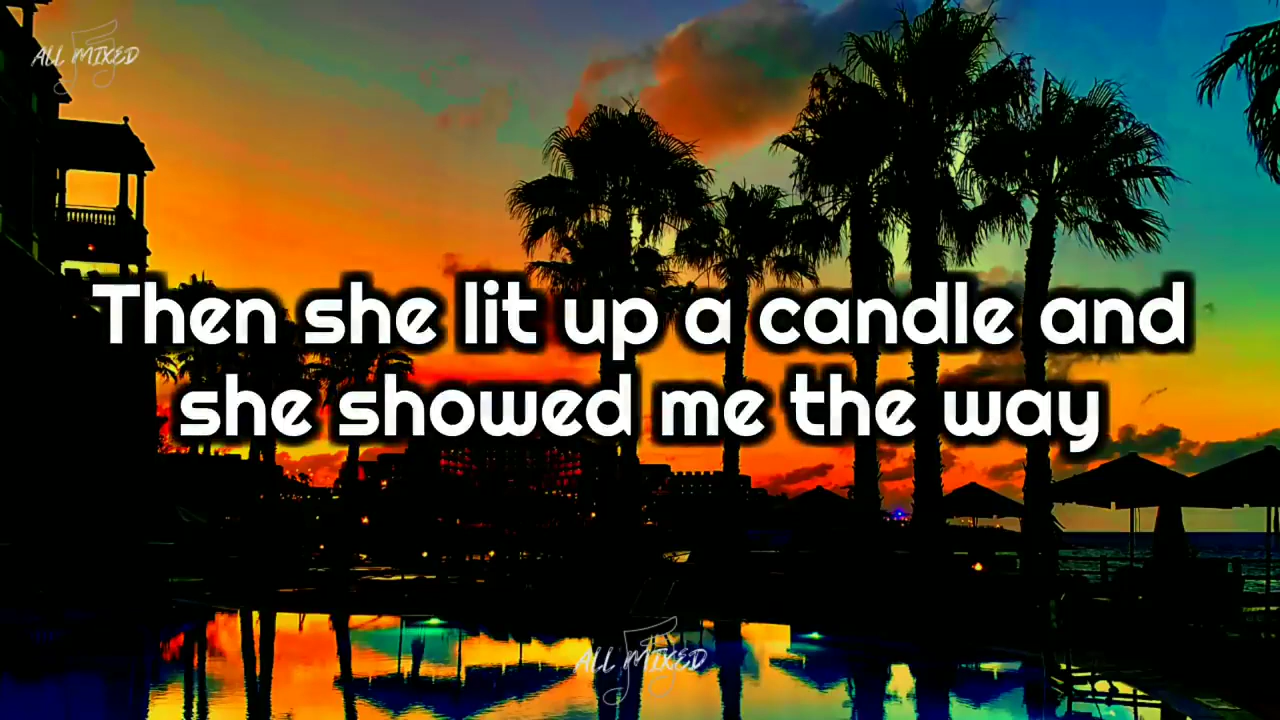 ALL MIXED
Then she lit up a candle and
she showed me the way
ALL MIXED